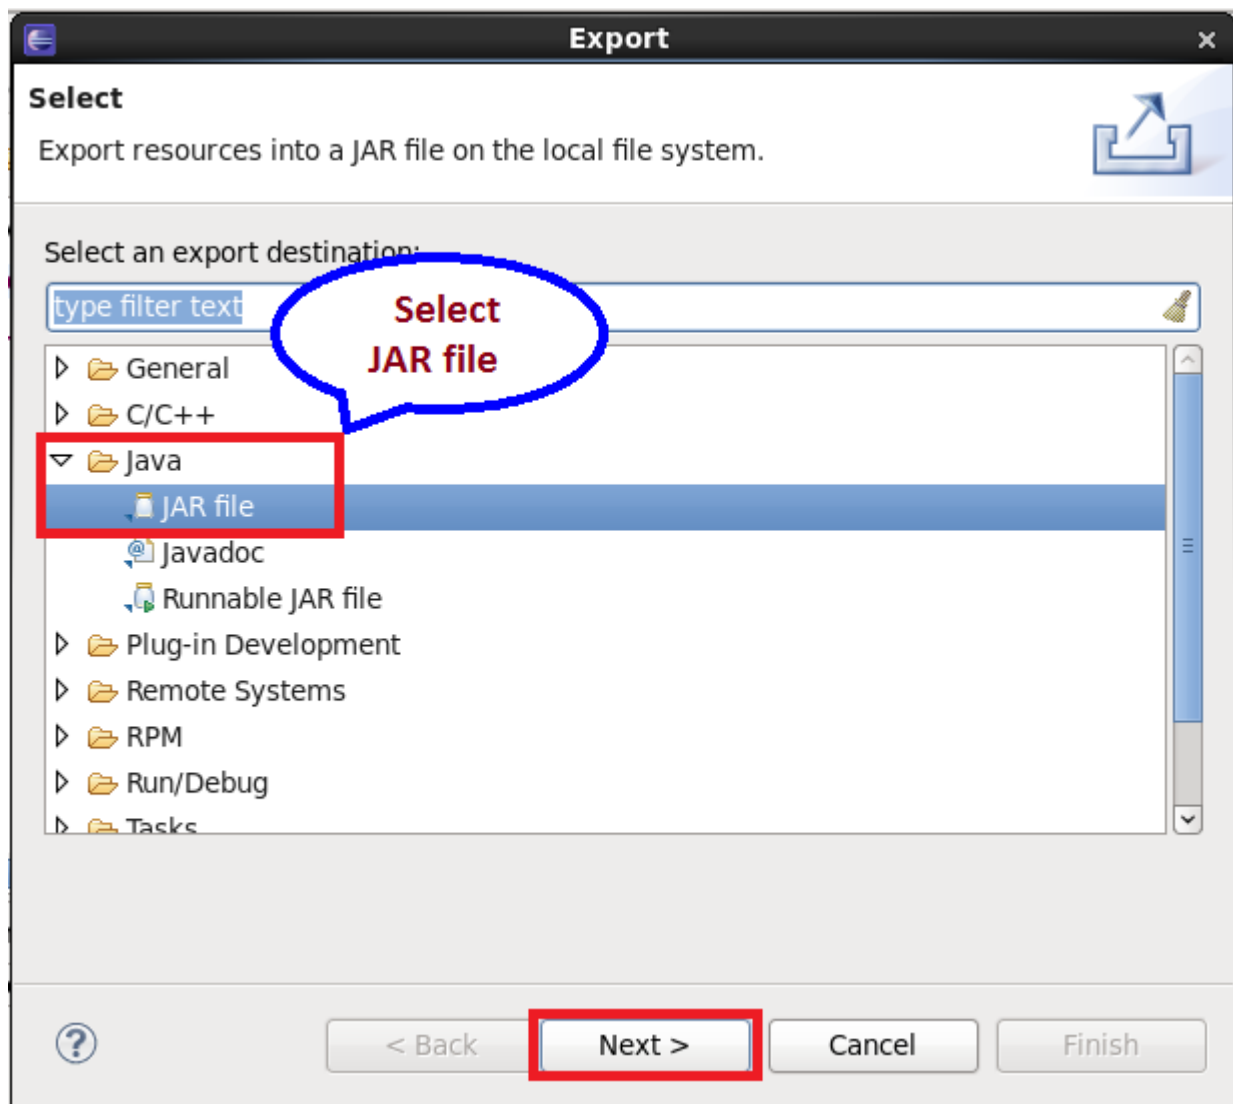 Export
Select
Export resources into a JAR file on the local file system.
Select an export destination:
type filter text
Select
JAR file
General
C/C++
Java
JAR file
Javadoc
Runnable JAR file
Plug-in Development
Remote Systems
RPM
Run/Debug
Tasks
< Back
Next >
Cancel
Finish